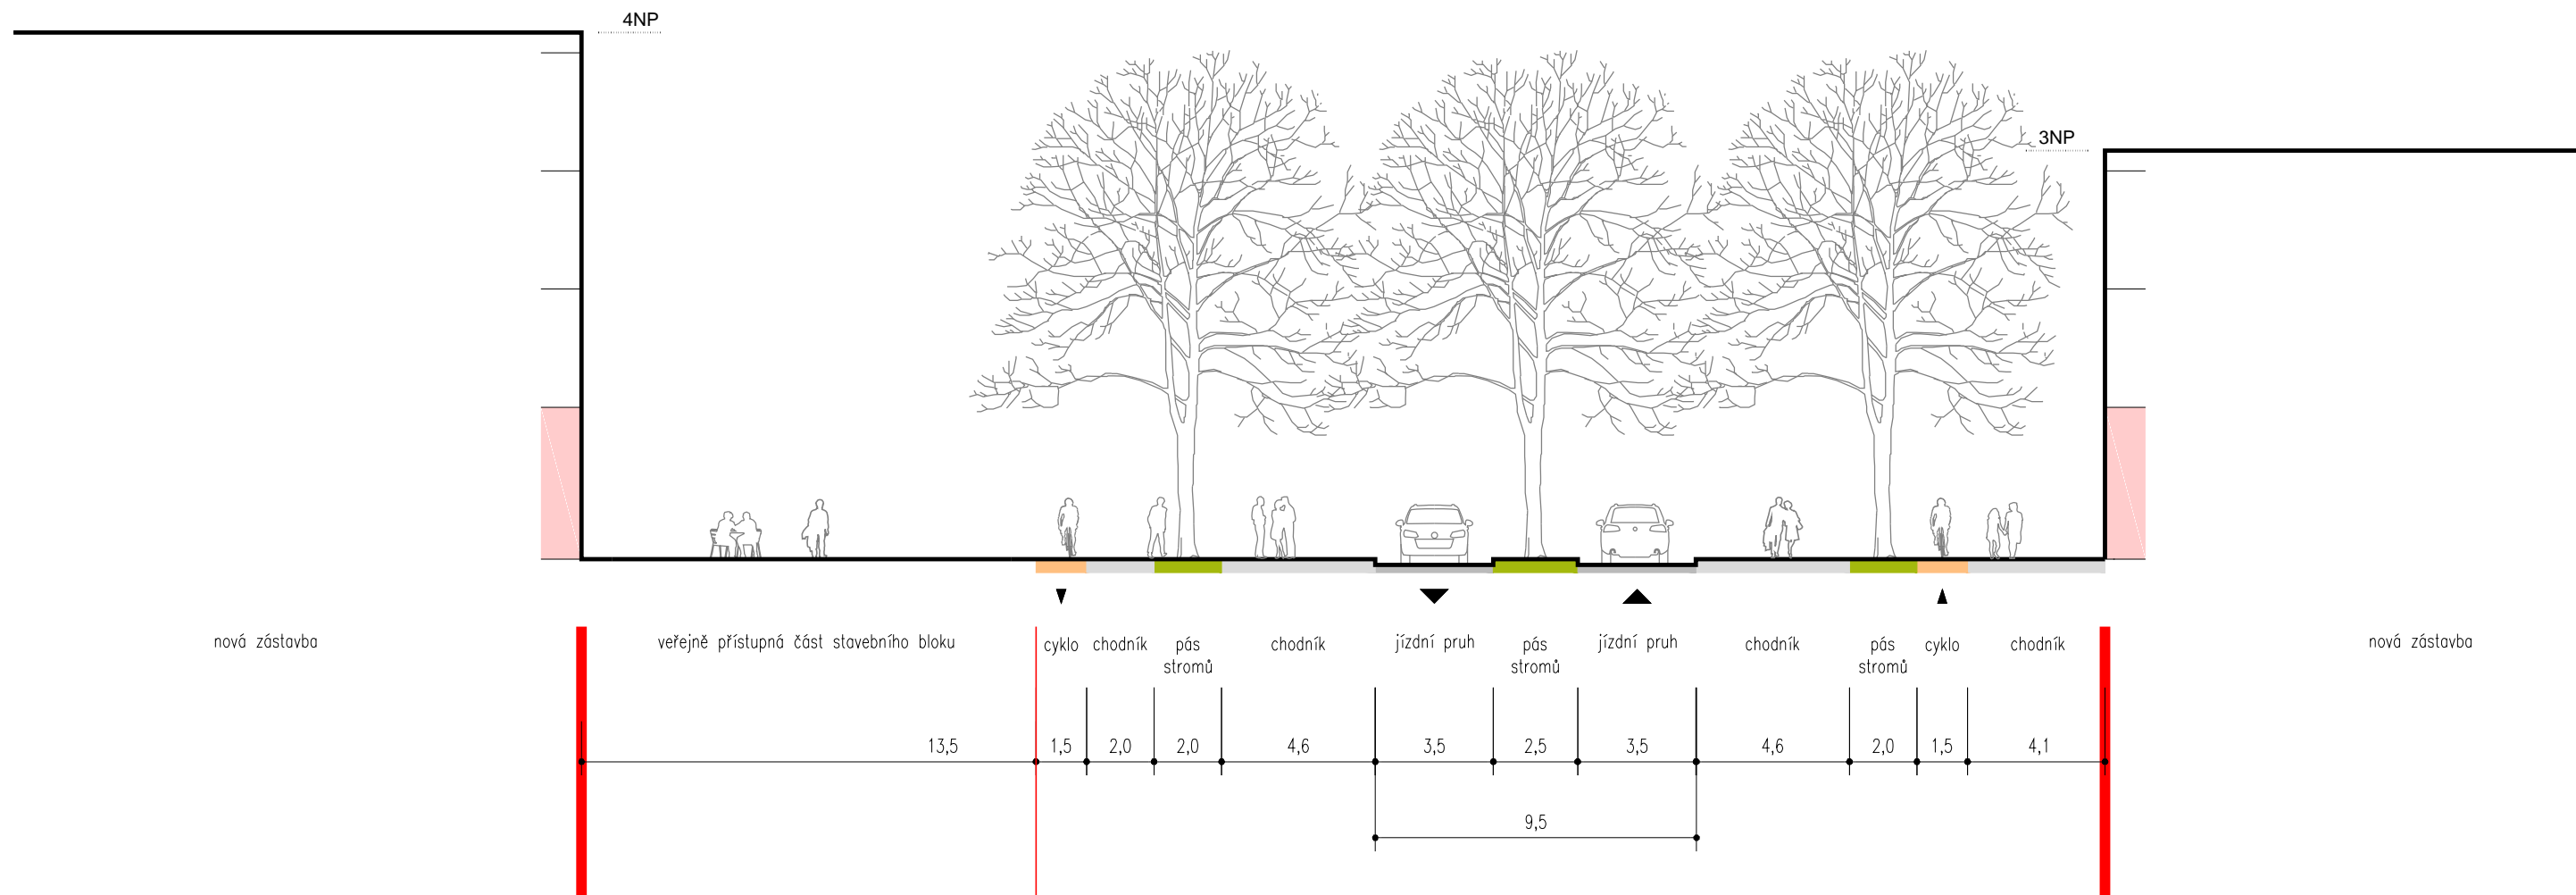 4NP
3NP
nová zástavba
veřejně přístupná část stavebního bloku
cyklo
chodník
pás
stromů
chodník
jízdní pruh
pás
stromů
jízdní pruh
chodník
pás
stromů
cyklo
chodník
nová zástavba
13,5
1,5
2,0
2,0
4,6
3,5
2,5
3,5
4,6
2,0
1,5
4,1
9,5